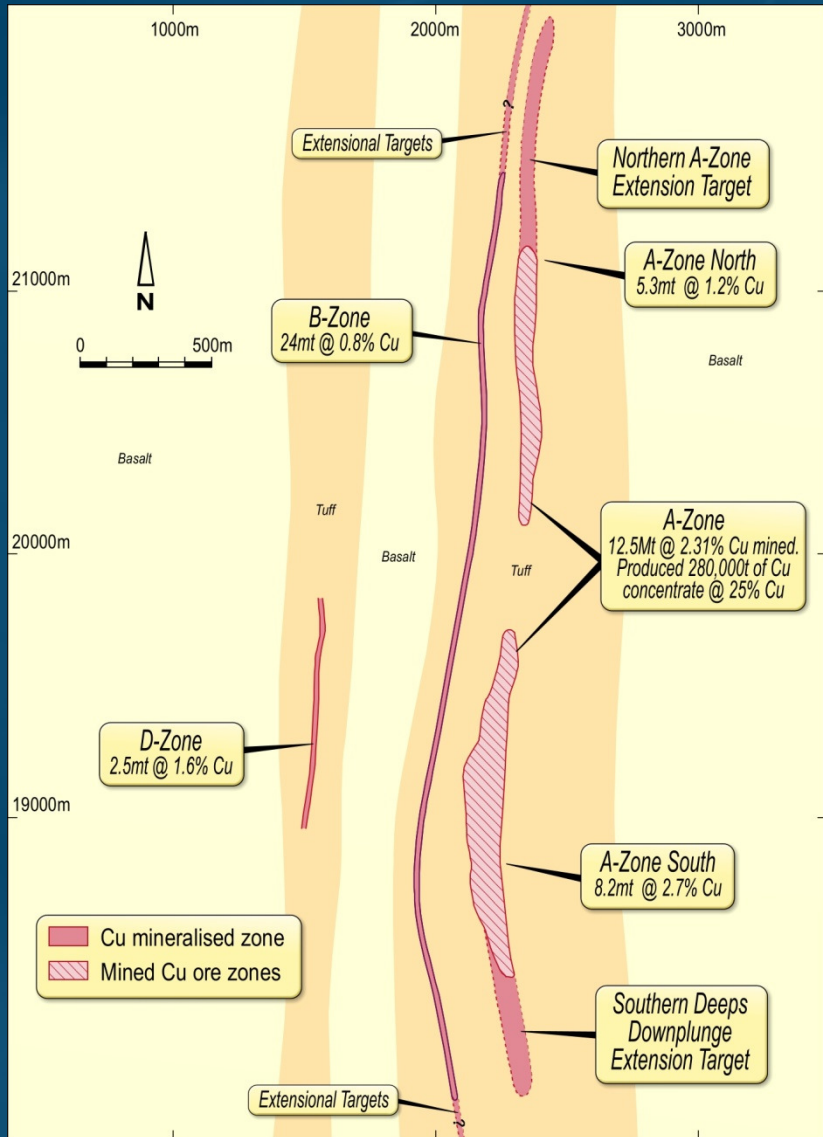 1000m
2000m
3000m
?
Extensional Targets
Northern A-Zone
Extension Target
N
0
500m
21000m
A-Zone North
5.3mt @ 1.2% Cu
B-Zone
24mt @ 0.8% Cu
Basalt
Basalt
Tuff
Basalt
20000m
Tuff
A-Zone
12.5Mt @ 2.31% Cu mined.
Produced 280,000t of Cu
concentrate @ 25% Cu
D-Zone
2.5mt @ 1.6% Cu
19000m
A-Zone South
8.2mt @ 2.7% Cu
Cu mineralised zone
Mined Cu ore zones
Southern Deeps
Downplunge
Extension Target
Extensional Targets
?